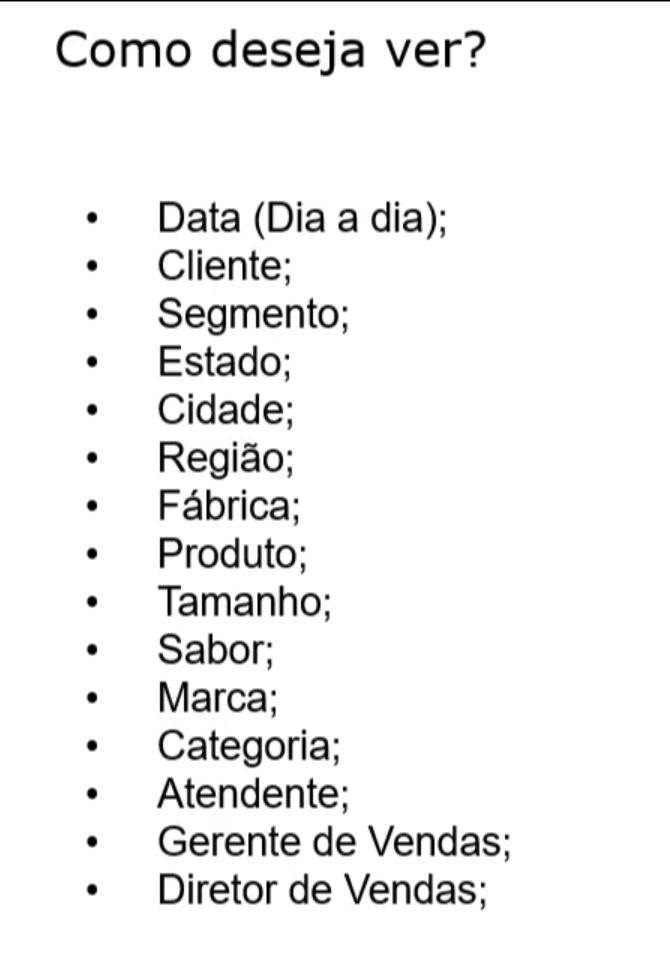 Como deseja ver?
• Data (Dia a dia);
• Cliente;
• Segmento;
• Estado;
• Cidade;
• Região;
• Fábrica;
• Produto;
• Tamanho;
• Sabor;
• Marca;
• Categoria;
• Atendente;
• Gerente de Vendas;
• Diretor de Vendas;